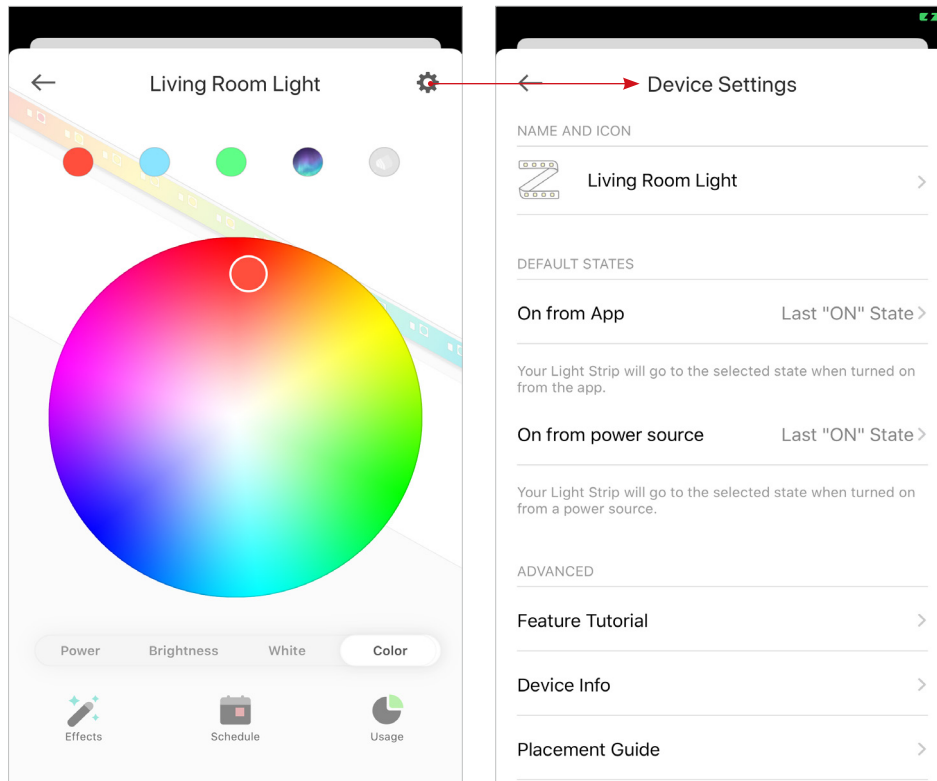 Living Room Light
Power
Brightness
White
Color
Effects
Schedule
Usage
Device Settings
NAME AND ICON
Living Room Light
DEFAULT STATES
On from App
Last "ON" State
Your Light Strip will go to the selected state when turned on
from the app.
On from power source
Last "ON" State
Your Light Strip will go to the selected state when turned on
from a power source.
ADVANCED
Feature Tutorial
Device Info
Placement Guide